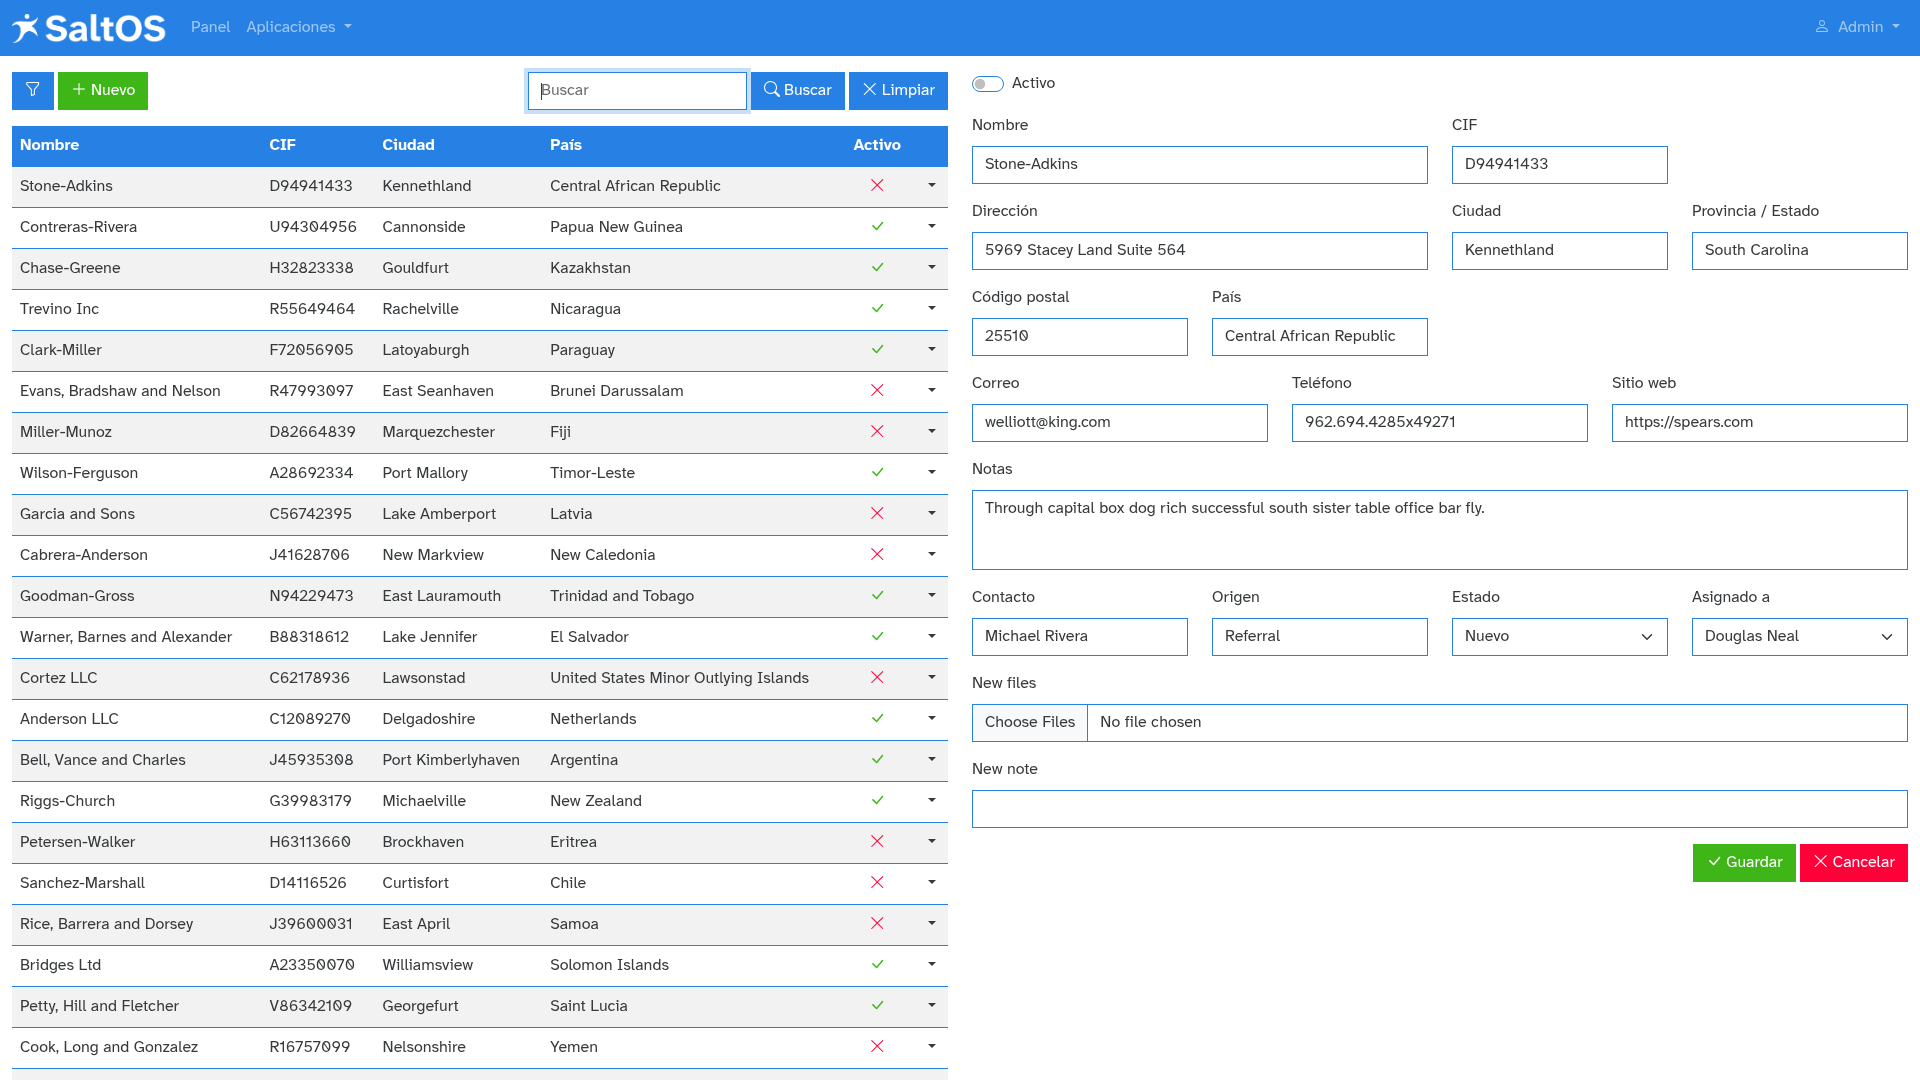 SaltOS Panel Aplicaciones Admin
Nuevo Buscar Buscar Limpiar
Nombre CIF Ciudad País Activo
Stone-Adkins D94941433 Kennethland Central African Republic
Contreras-Rivera U94304956 Cannonside Papua New Guinea
Chase-Greene H32823338 Gouldfurt Kazakhstan
Trevino Inc R55649464 Rachelville Nicaragua
Clark-Miller F72056905 Latoyaburgh Paraguay
Evans, Bradshaw and Nelson R47993097 East Seanhaven Brunei Darussalam
Miller-Munoz D82664839 Marquezchester Fiji
Wilson-Ferguson A28692334 Port Mallory Timor-Leste
Garcia and Sons C56742395 Lake Amberport Latvia
Cabrera-Anderson J41628706 New Markview New Caledonia
Goodman-Gross N94229473 East Lauramouth Trinidad and Tobago
Warner, Barnes and Alexander B88318612 Lake Jennifer El Salvador
Cortez LLC C62178936 Lawsonstad United States Minor Outlying Islands
Anderson LLC C12089270 Delgadoshire Netherlands
Bell, Vance and Charles J45935308 Port Kimberlyhaven Argentina
Riggs-Church G39983179 Michaelville New Zealand
Petersen-Walker H63113660 Brockhaven Eritrea
Sanchez-Marshall D14116526 Curtisfort Chile
Rice, Barrera and Dorsey J39600031 East April Samoa
Bridges Ltd A23350070 Williamsview Solomon Islands
Petty, Hill and Fletcher V86342109 Georgefurt Saint Lucia
Cook, Long and Gonzalez R16757099 Nelsonshire Yemen
Activo
Nombre CIF
Stone-Adkins D94941433
Dirección Ciudad Provincia / Estado
5969 Stacey Land Suite 564 Kennethland South Carolina
Código postal País
25510 Central African Republic
Correo Teléfono Sitio web
welliott@king.com 962.694.4285x49271 https://spears.com
Notas
Through capital box dog rich successful south sister table office bar fly.
Contacto Origen Estado Asignado a
Michael Rivera Referral Nuevo Douglas Neal
New files
Choose Files No file chosen
New note
Guardar Cancelar